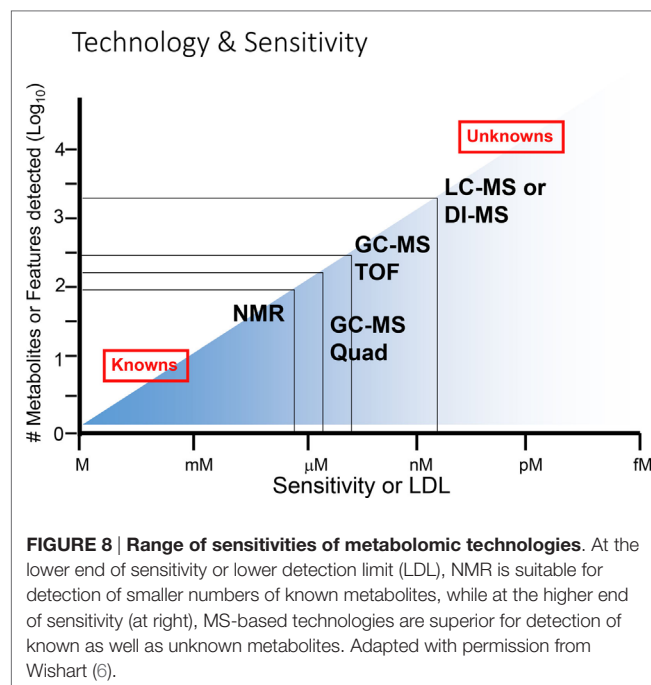 Technology & Sensitivity
# Metabolites or Features detected (Log10)
4
3
2
1
0
Unknowns
LC-MS or
DI-MS
GC-MS
TOF
NMR
GC-MS
Quad
Knowns
M
mM
μM
nM
pM
fM
Sensitivity or LDL
FIGURE 8 | Range of sensitivities of metabolomic technologies. At the
lower end of sensitivity or lower detection limit (LDL), NMR is suitable for
detection of smaller numbers of known metabolites, while at the higher end
of sensitivity (at right), MS-based technologies are superior for detection of
known as well as unknown metabolites. Adapted with permission from
Wishart (6).